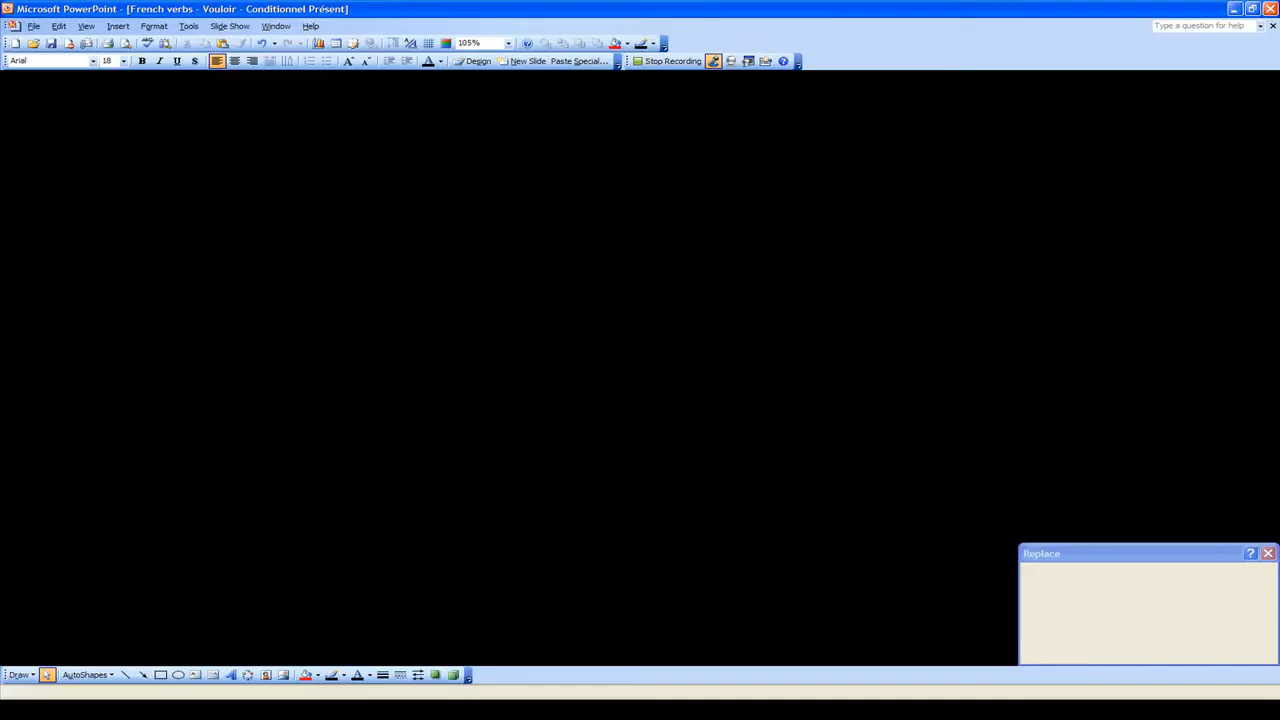 Microsoft PowerPoint - [French verbs - Vouloir - Conditionnel Présent]
File Edit View Insert Format Tools Slide Show Window Help Type a question for help
105%
Arial 18 B I U S A A A Design New Slide Paste Special... Stop Recording
Replace
Draw AutoShapes A